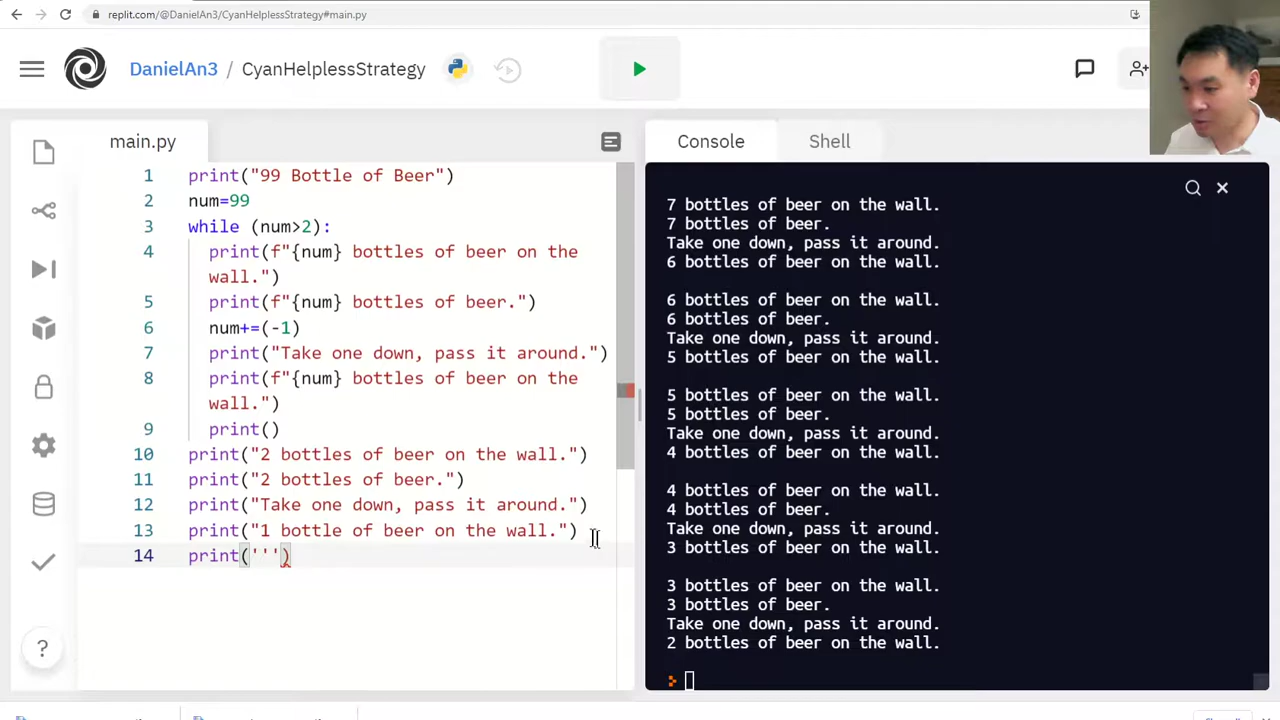 replit.com/@DanielAn3/CyanHelplessStrategy#main.py
DanielAn3 / CyanHelplessStrategy
main.py
1 print("99 Bottle of Beer")
2 num=99
3 while (num>2):
4 print(f"{num} bottles of beer on the
wall.")
5 print(f"{num} bottles of beer.")
6 num+=(-1)
7 print("Take one down, pass it around.")
8 print(f"{num} bottles of beer on the
wall.")
9 print()
10 print("2 bottles of beer on the wall.")
11 print("2 bottles of beer.")
12 print("Take one down, pass it around.")
13 print("1 bottle of beer on the wall.")
14 print(''')
?
Console Shell
7 bottles of beer on the wall.
7 bottles of beer.
Take one down, pass it around.
6 bottles of beer on the wall.
6 bottles of beer on the wall.
6 bottles of beer.
Take one down, pass it around.
5 bottles of beer on the wall.
5 bottles of beer on the wall.
5 bottles of beer.
Take one down, pass it around.
4 bottles of beer on the wall.
4 bottles of beer on the wall.
4 bottles of beer.
Take one down, pass it around.
3 bottles of beer on the wall.
3 bottles of beer on the wall.
3 bottles of beer.
Take one down, pass it around.
2 bottles of beer on the wall.